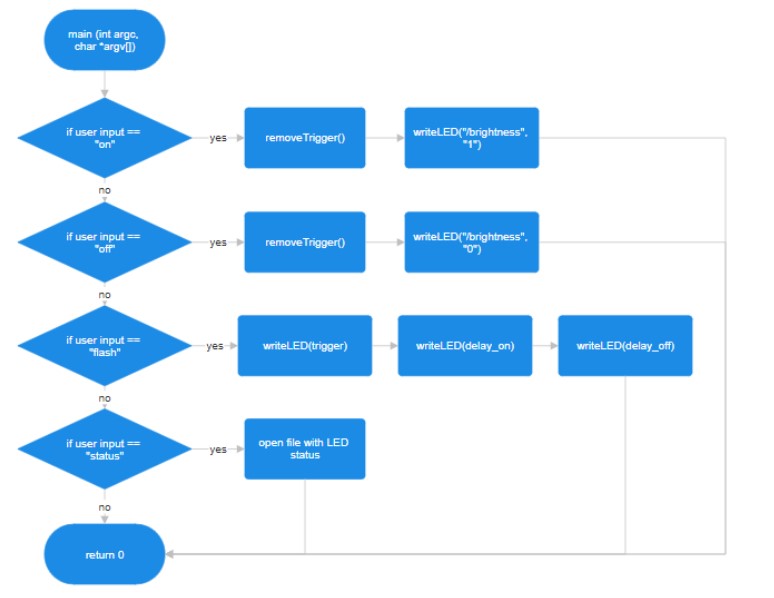 main (int argc,
char *argv[])
if user input ==
"on"
yes
removeTrigger()
writeLED("/brightness",
"1")
no
if user input ==
"off"
yes
removeTrigger()
writeLED("/brightness",
"0")
no
if user input ==
"flash"
yes
writeLED(trigger)
writeLED(delay_on)
writeLED(delay_off)
no
if user input ==
"status"
yes
open file with LED
status
no
return 0